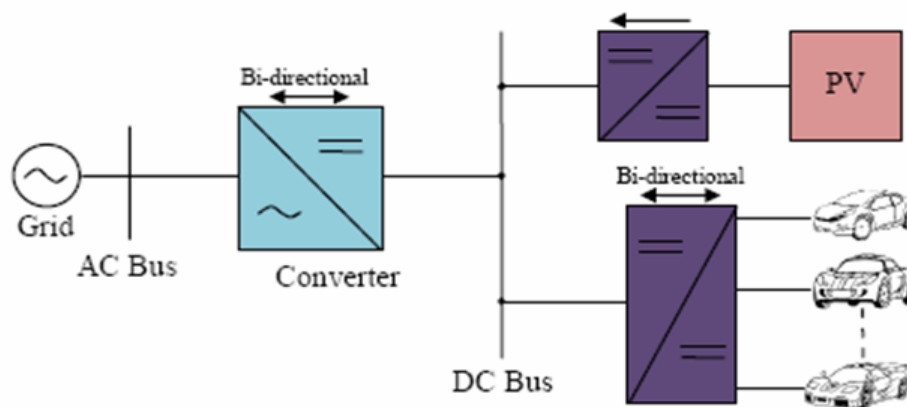 Bi-directional
PV
Bi-directional
Grid
AC Bus
Converter
DC Bus